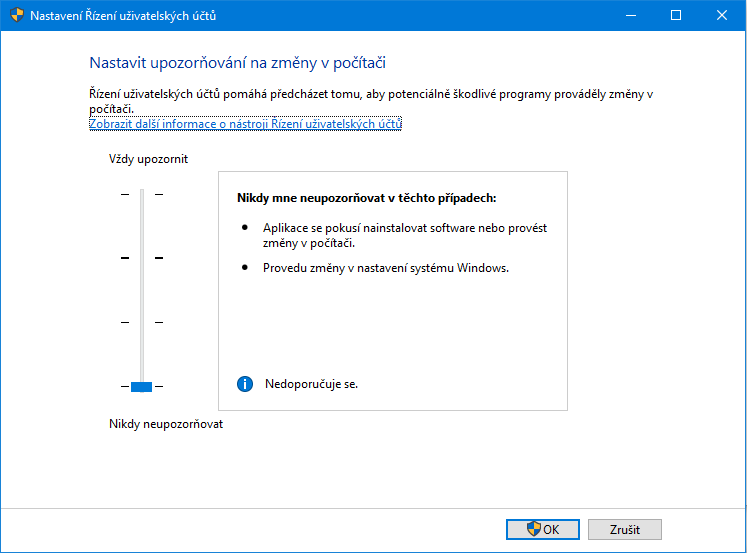 Nastavení Řízení uživatelských účtů
Nastavit upozorňování na změny v počítači
Řízení uživatelských účtů pomáhá předcházet tomu, aby potenciálně škodlivé programy prováděly změny v
počítači.
Zobrazit další informace o nástroji Řízení uživatelských účtů
Vždy upozornit
Nikdy mne neupozorňovat v těchto případech:
Aplikace se pokusí nainstalovat software nebo provést
změny v počítači.
Provedu změny v nastavení systému Windows.
Nedoporučuje se.
Nikdy neupozorňovat
OK
Zrušit